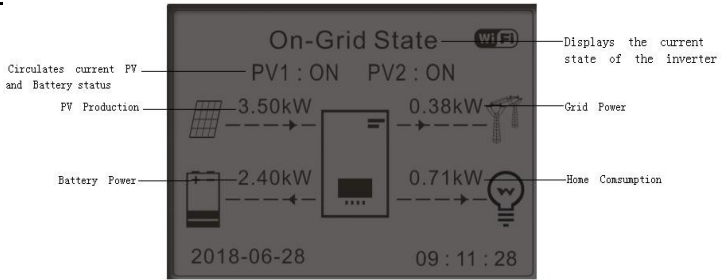 On-Grid State WiFi
Displays the current
state of the inverter
Circulates current PV
and Battery status
PV1 : ON PV2 : ON
PV Production
3.50kW
0.38kW
Grid Power
Battery Power
2.40kW
0.71kW
Home Comsumption
2018-06-28
09 : 11 : 28